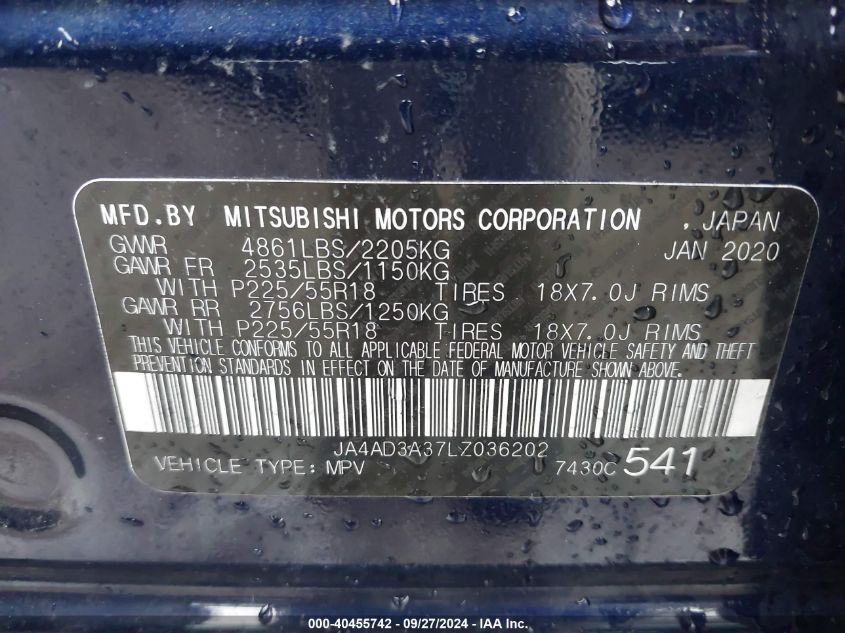 MFD.BY MITSUBISHI MOTORS CORPORATION , JAPAN
GVWR 4861LBS/2205KG JAN 2020
GAWR FR 2535LBS/1150KG
WITH P225/55R18 TIRES 18X7.0J RIMS
GAWR RR 2756LBS/1250KG
WITH P225/55R18 TIRES 18X7.0J RIMS
THIS VEHICLE CONFORMS TO ALL APPLICABLE FEDERAL MOTOR VEHICLE SAFETY AND THEFT
PREVENTION STANDARDS IN EFFECT ON THE DATE OF MANUFACTURE SHOWN ABOVE.
JA4AD3A37LZ036202
VEHICLE TYPE: MPV 7430C 541
000-40455742 - 09/27/2024 - IAA Inc.